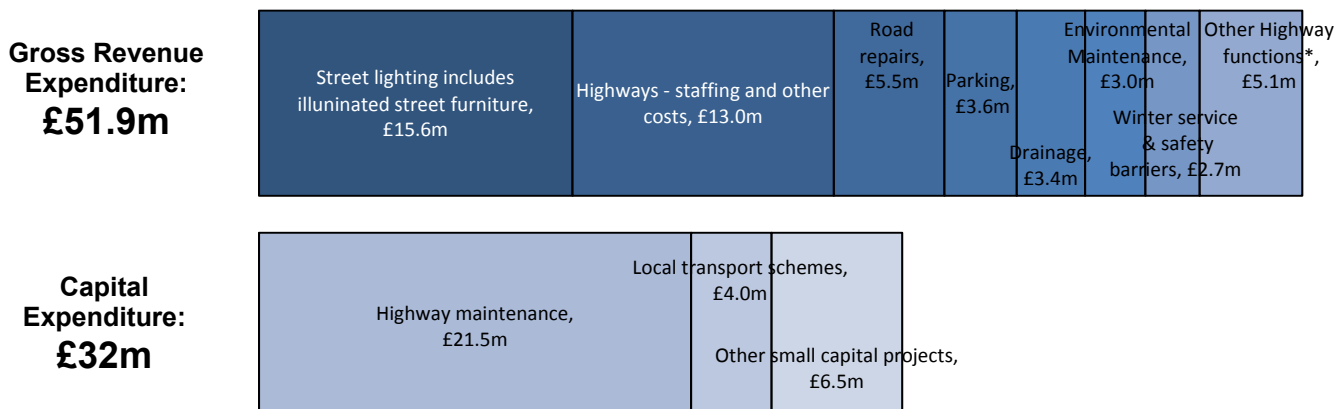 Gross Revenue
Expenditure:
£51.9m
Street lighting includes
illuninated street furniture,
£15.6m
Highways - staffing and other
costs, £13.0m
Road
repairs,
£5.5m
Parking,
£3.6m
Drainage,
£3.4m
Environmental
Maintenance,
£3.0m
Winter service
& safety
barriers, £2.7m
Other Highway
functions*,
£5.1m
Capital
Expenditure:
£32m
Highway maintenance,
£21.5m
Local transport schemes,
£4.0m
Other small capital projects,
£6.5m